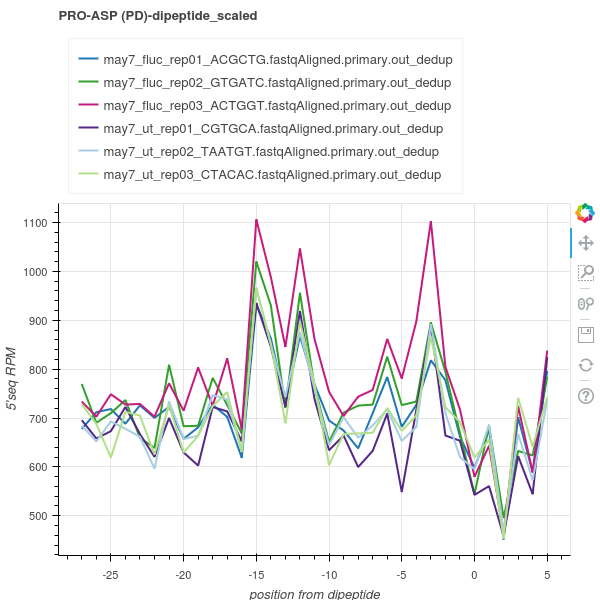 PRO-ASP (PD)-dipeptide_scaled
may7_fluc_rep01_ACGCTG.fastqAligned.primary.out_dedup
may7_fluc_rep02_GTGATC.fastqAligned.primary.out_dedup
may7_fluc_rep03_ACTGGT.fastqAligned.primary.out_dedup
may7_ut_rep01_CGTGCA.fastqAligned.primary.out_dedup
may7_ut_rep02_TAATGT.fastqAligned.primary.out_dedup
may7_ut_rep03_CTACAC.fastqAligned.primary.out_dedup
1100
1000
900
800
700
600
500
5'seq RPM
-25 -20 -15 -10 -5 0 5
position from dipeptide